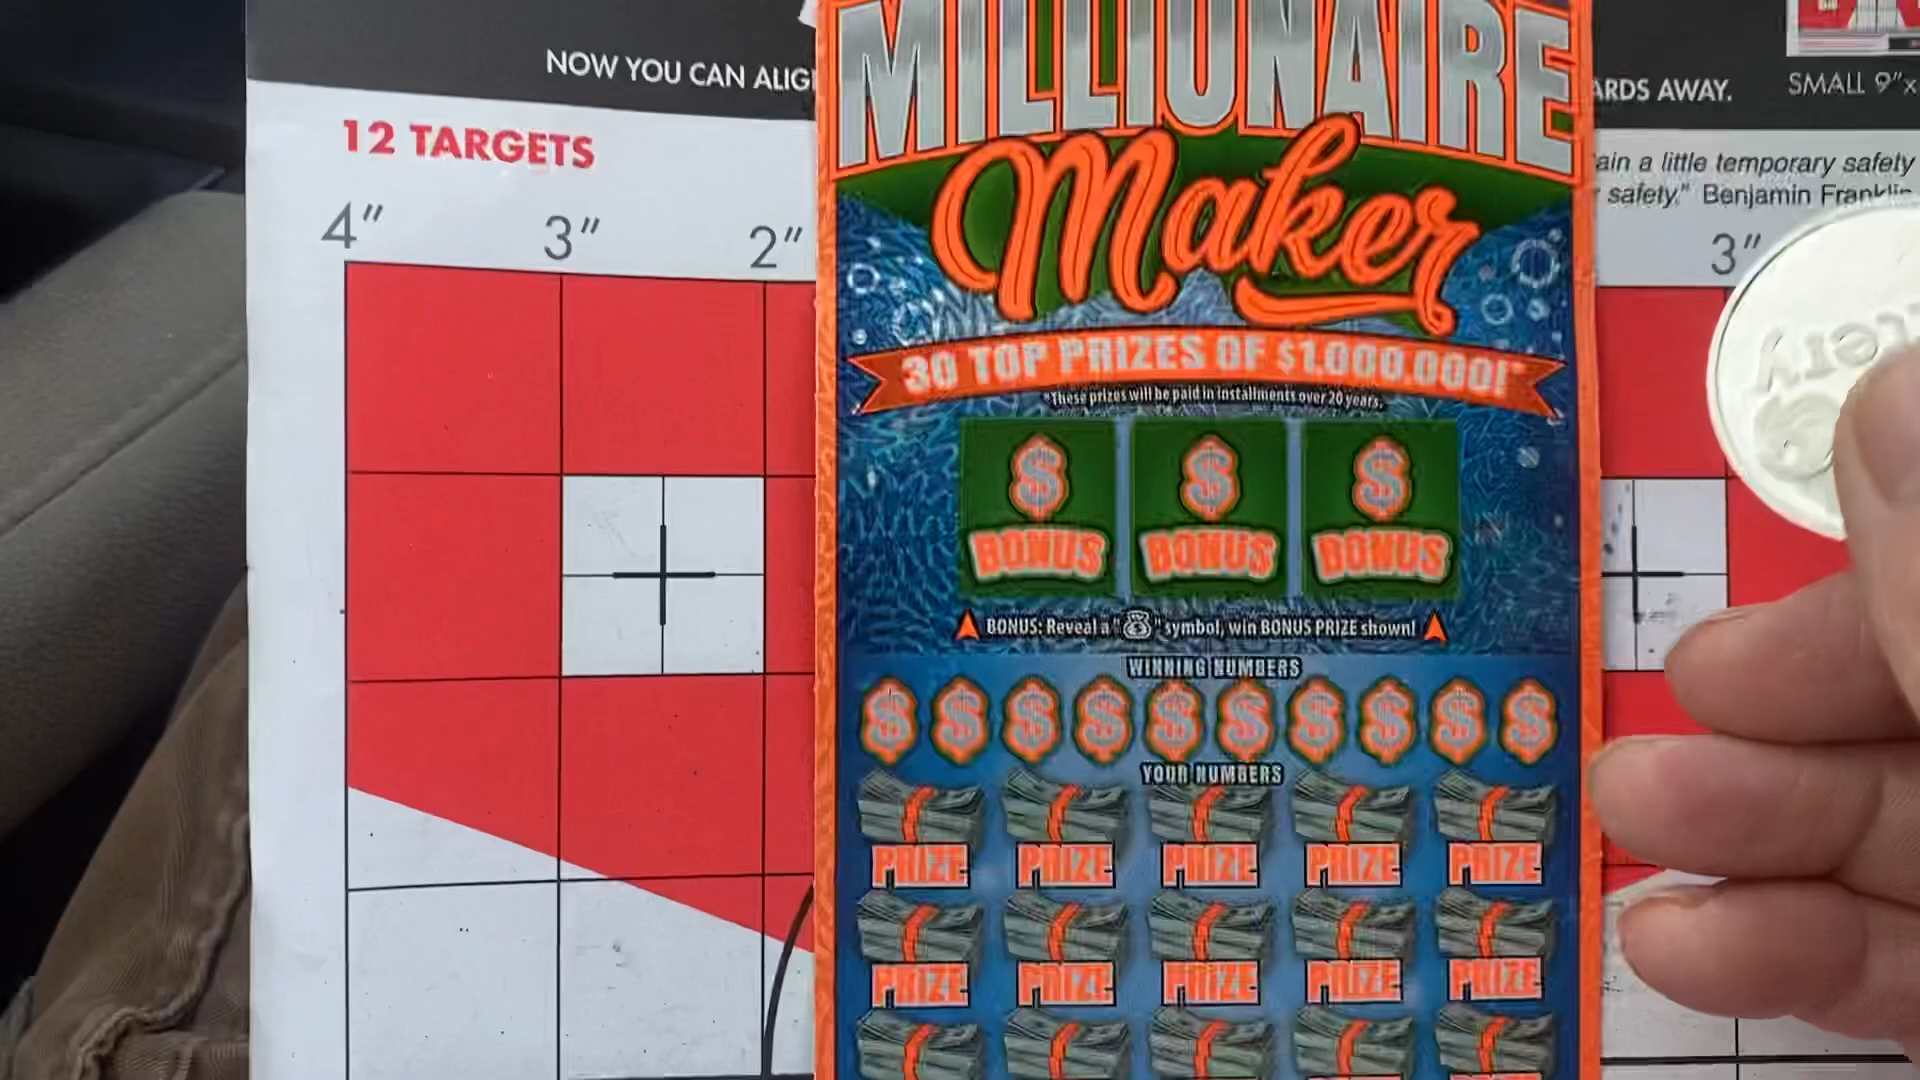 NOW YOU CAN ALIG
ARDS AWAY.
SMALL 9"x
12 TARGETS
4" 3" 2"
3"
ain a little temporary safety
safety." Benjamin Franklin
MILLIONAIRE
Maker
30 TOP PRIZES OF $1,000,000!*
*These prizes will be paid in installments over 20 years.
$ $ $
BONUS BONUS BONUS
BONUS: Reveal a " " symbol, win BONUS PRIZE shown!
WINNING NUMBERS
$ $ $ $ $ $ $ $ $ $
YOUR NUMBERS
PRIZE PRIZE PRIZE PRIZE PRIZE
PRIZE PRIZE PRIZE PRIZE PRIZE